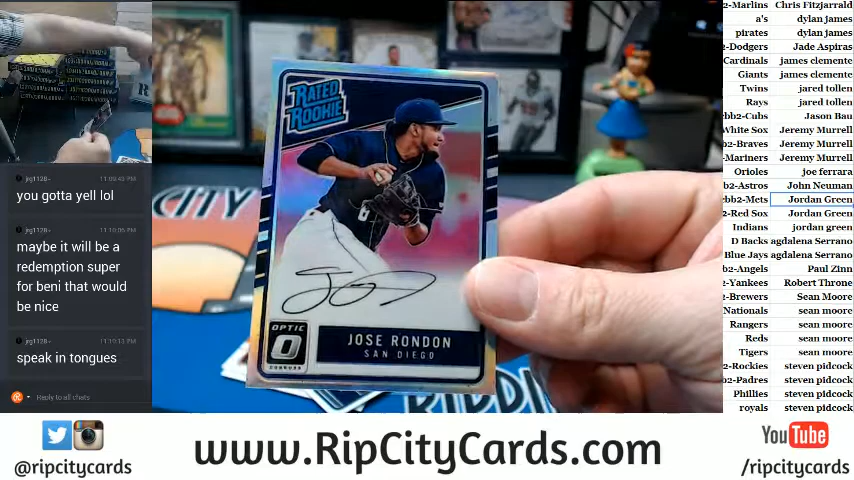 jrg1128
11:09:43 PM
you gotta yell lol
jrg1128
11:10:05 PM
maybe it will be a
redemption super
for beni that would
be nice
jrg1128
11:10:13 PM
speak in tongues
Reply to all chats
RATED
ROOKIE
6
OPTIC
DONRUSS
JOSE RONDON
SAN DIEGO
CITY
RIPPIN
2-Marlins Chris Fitzjarrald
a's dylan james
pirates dylan james
2-Dodgers Jade Aspiras
Cardinals james clemente
Giants james clemente
Twins jared tollen
Rays jared tollen
bb2-Cubs Jason Bau
White Sox Jeremy Murrell
b2-Braves Jeremy Murrell
-Mariners Jeremy Murrell
Orioles joe ferrara
b2-Astros John Neuman
bb2-Mets Jordan Green
2-Red Sox Jordan Green
Indians jordan green
D Backs agdalena Serrano
Blue Jays agdalena Serrano
b2-Angels Paul Zinn
-Yankees Robert Throne
-Brewers Sean Moore
Nationals sean moore
Rangers sean moore
Reds sean moore
Tigers sean moore
2-Rockies steven pidcock
b2-Padres steven pidcock
Phillies steven pidcock
royals steven pidcock
@ripcitycards
www.RipCityCards.com
YouTube
/ripcitycards